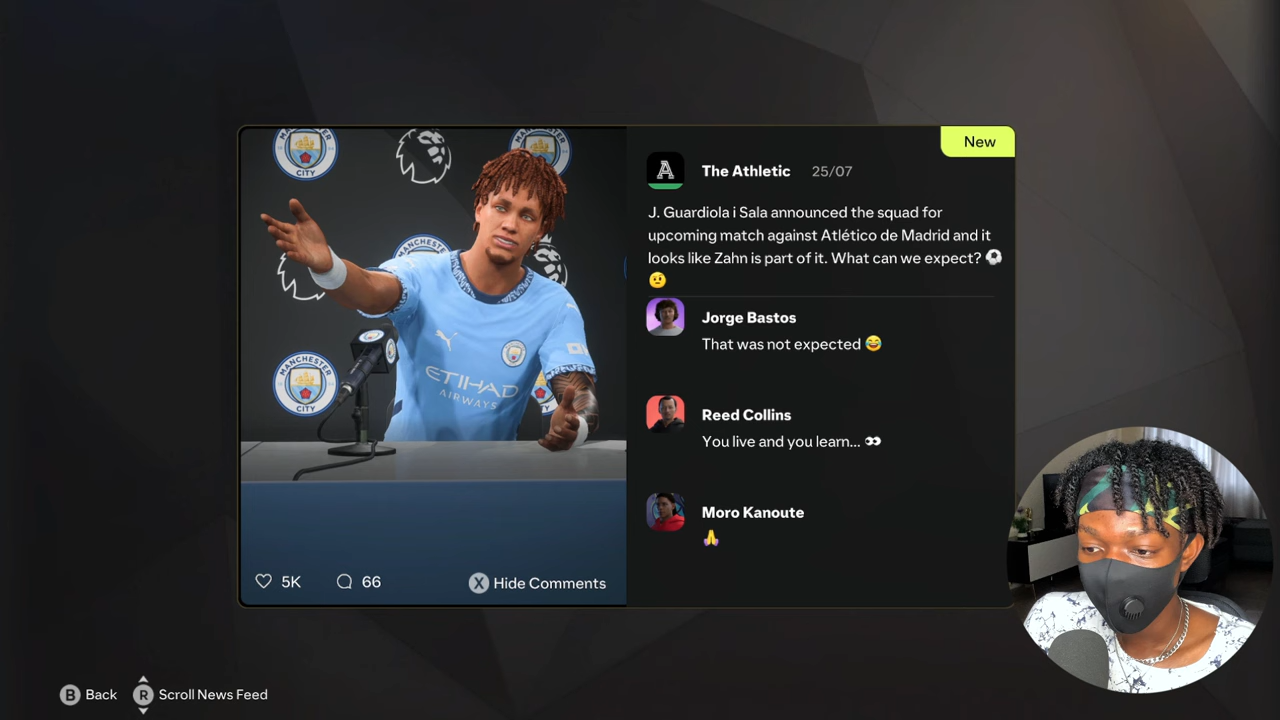 New
The Athletic 25/07
J. Guardiola i Sala announced the squad for
upcoming match against Atlético de Madrid and it
looks like Zahn is part of it. What can we expect? ⚽
🤨
Jorge Bastos
That was not expected 😂
Reed Collins
You live and you learn... 👀
Moro Kanoute
🙏
CITY
MANCHESTER
MANCHESTER
CITY
ETIHAD
AIRWAYS
5K 66 X Hide Comments
B Back R Scroll News Feed